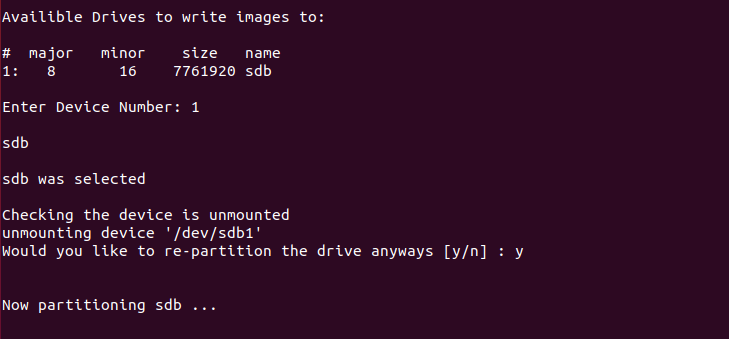 Availible Drives to write images to:
# major minor size name
1: 8 16 7761920 sdb
Enter Device Number: 1
sdb
sdb was selected
Checking the device is unmounted
unmounting device '/dev/sdb1'
Would you like to re-partition the drive anyways [y/n] : y
Now partitioning sdb ...